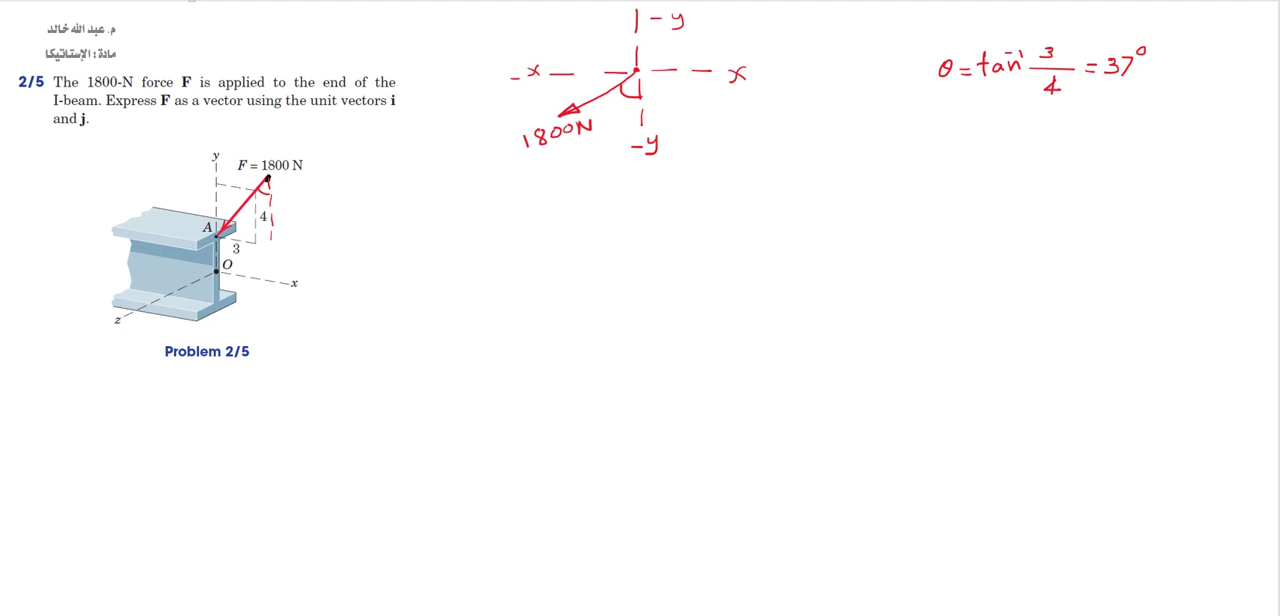 م. عبد الله خالد
مادة : الإستاتيكا
2/5 The 1800-N force F is applied to the end of the
I-beam. Express F as a vector using the unit vectors i
and j.
y
F = 1800 N
A
4
3
O
x
z
Problem 2/5
- y
- x
x
1800N
-y
θ = tan⁻¹ 3/4 = 37°